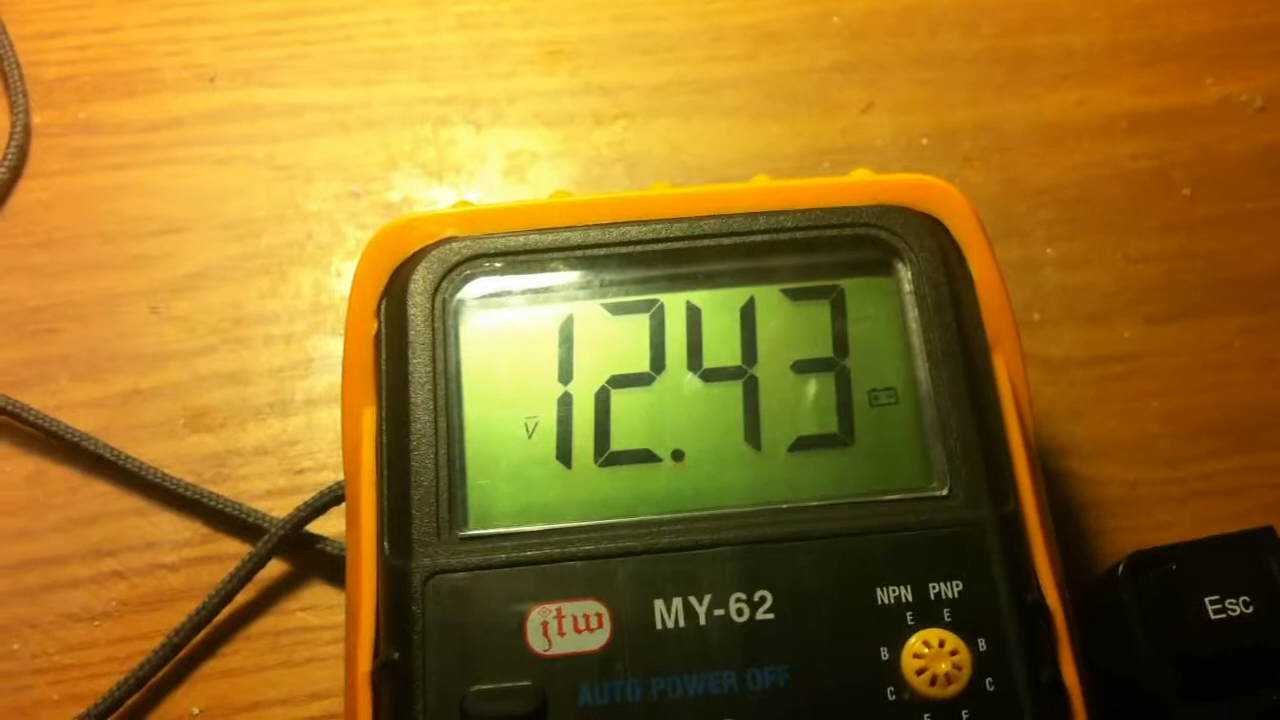 V 12.43
jtw MY-62
NPN PNP
E E
B B
C C
E E
AUTO POWER OFF
Esc